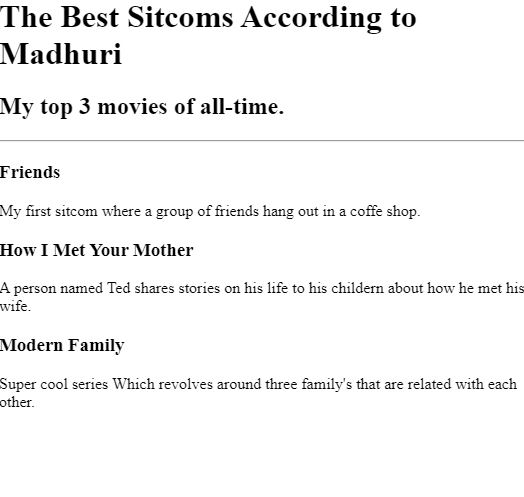 The Best Sitcoms According to
Madhuri
My top 3 movies of all-time.
Friends
My first sitcom where a group of friends hang out in a coffe shop.
How I Met Your Mother
A person named Ted shares stories on his life to his childern about how he met his
wife.
Modern Family
Super cool series Which revolves around three family's that are related with each
other.